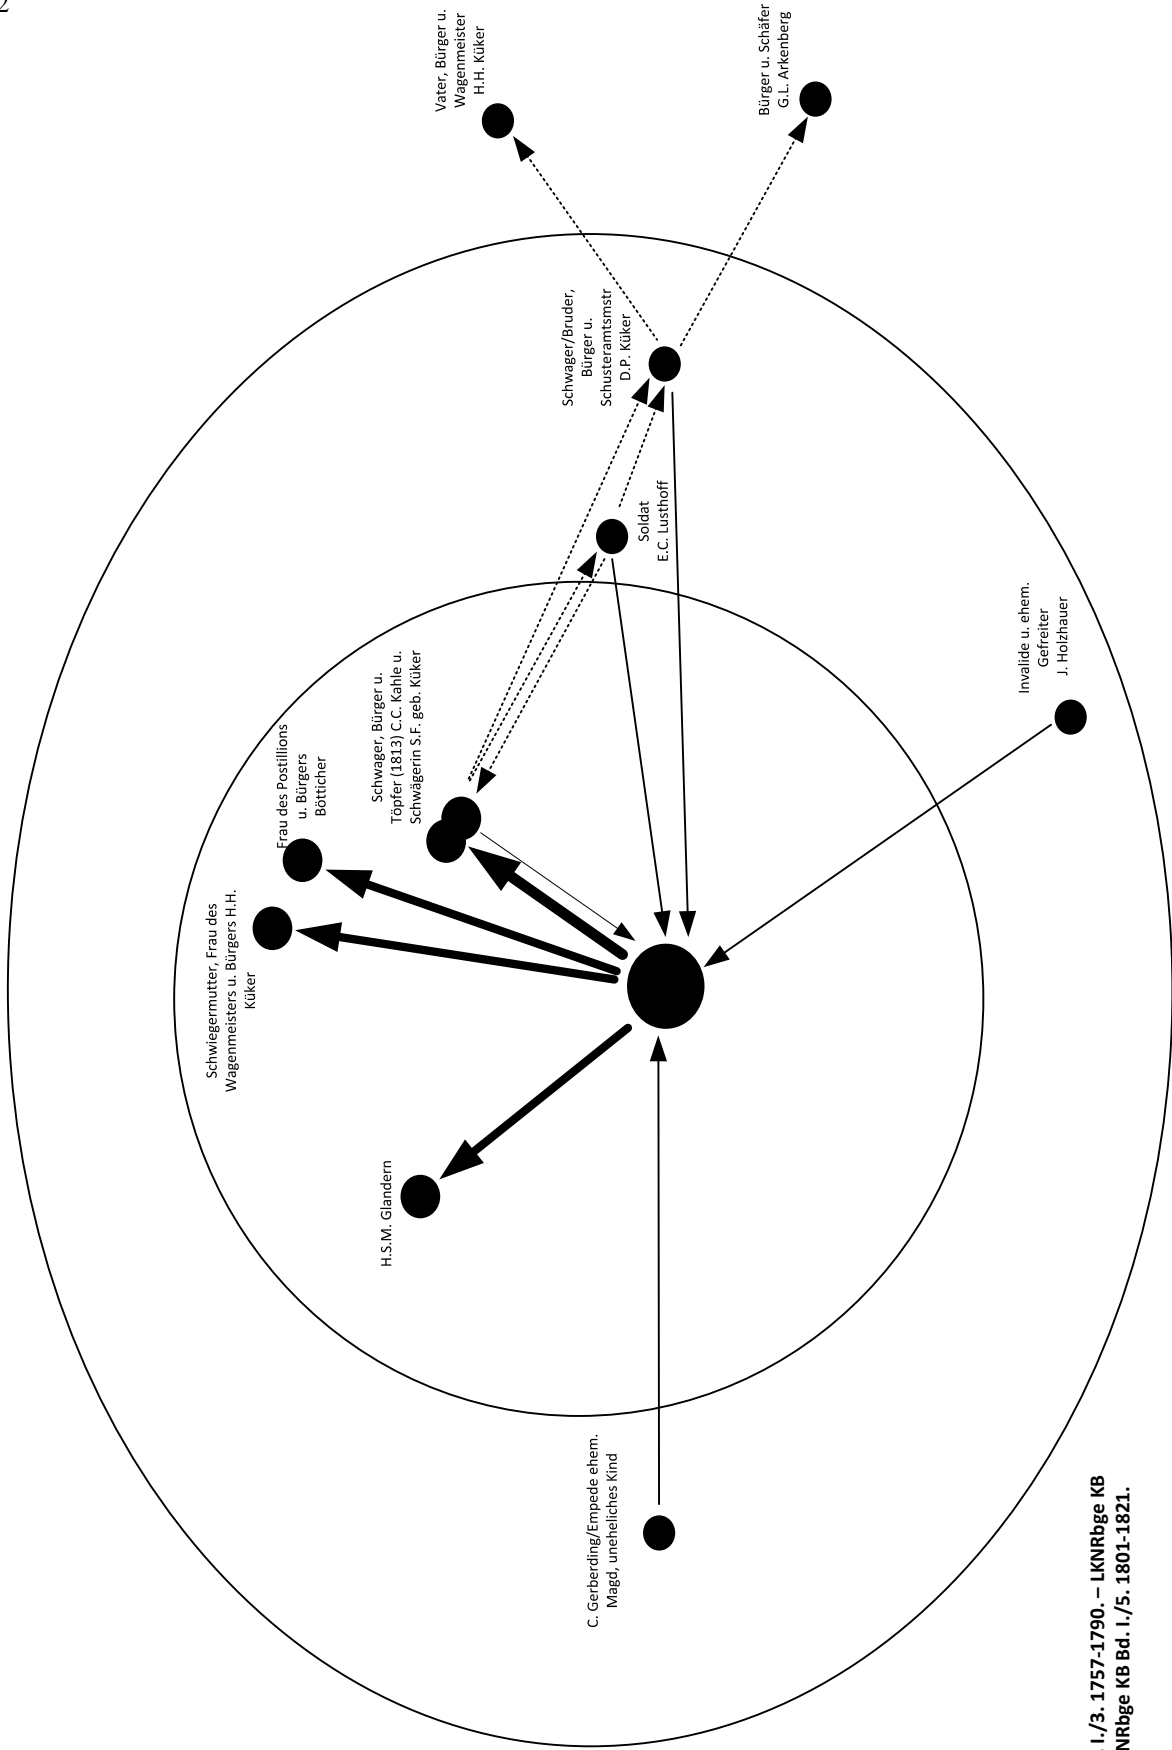 2
Vater, Bürger u.
Wagenmeister
H.H. Küker
Bürger u. Schäfer
G.L. Arkenberg
Schwager/Bruder,
Bürger u.
Schusteramtsmstr
D.P. Küker
Soldat
E.C. Lusthoff
Schwager, Bürger u.
Töpfer (1813) C.C. Kahle u.
Schwägerin S.F. geb. Küker
Frau des Postillions
u. Bürgers
Bötticher
Schwiegermutter, Frau des
Wagenmeisters u. Bürgers H.H.
Küker
Invalide u. ehem.
Gefreiter
J. Holzhauer
H.S.M. Glandern
C. Gerberding/Empede ehem.
Magd, uneheliches Kind
I./3. 1757-1790. – LKNRbge KB
NRbge KB Bd. I./5. 1801-1821.